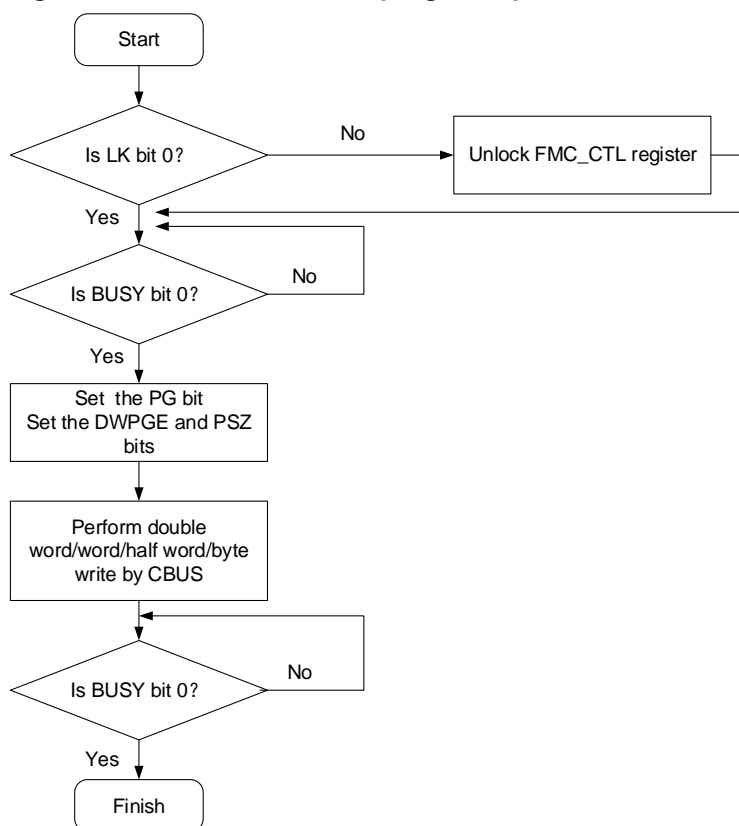 Start
Is LK bit 0?
No
Unlock FMC_CTL register
Yes
Is BUSY bit 0?
No
Yes
Set the PG bit
Set the DWPGE and PSZ
bits
Perform double
word/word/half word/byte
write by CBUS
Is BUSY bit 0?
No
Yes
Finish